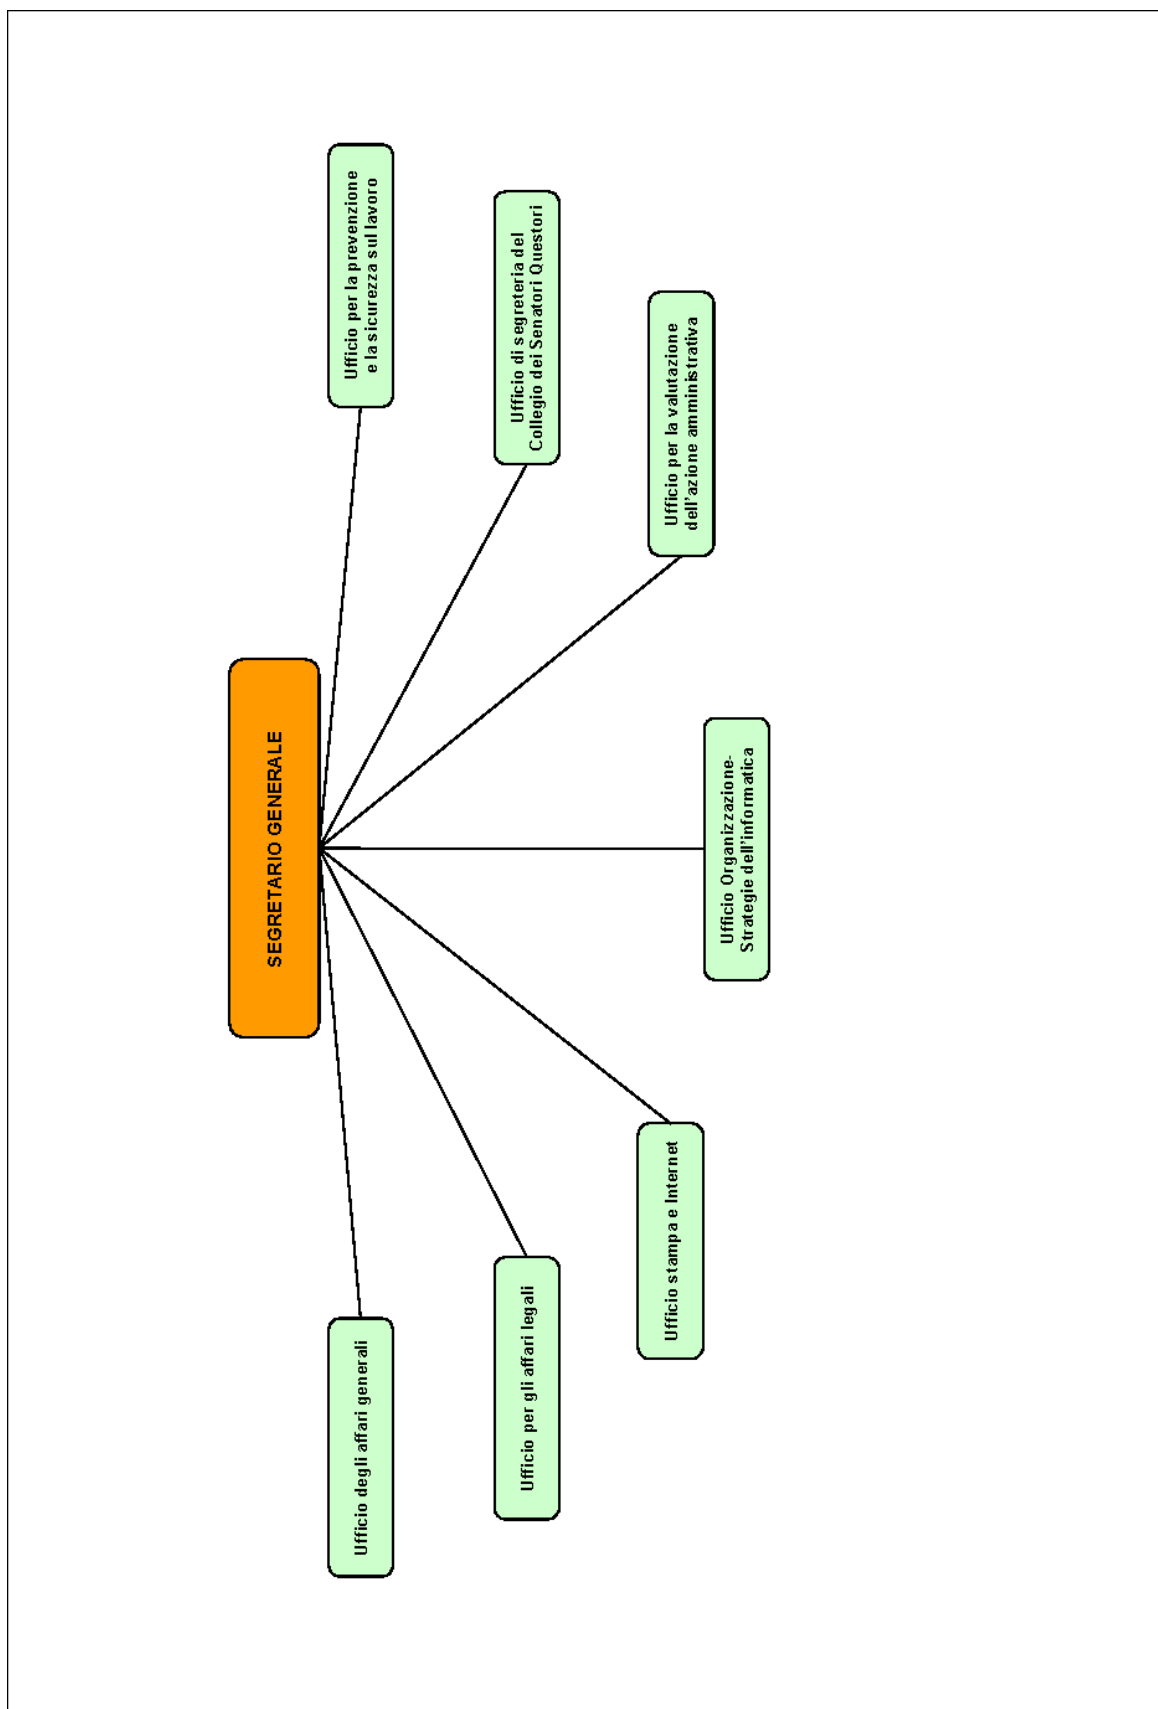 SEGRETARIO GENERALE
Ufficio degli affari generali
Ufficio per la prevenzione
e la sicurezza sul lavoro
Ufficio per gli affari legali
Ufficio di segreteria del
Collegio dei Senatori Questori
Ufficio stampa e Internet
Ufficio per la valutazione
dell'azione amministrativa
Ufficio Organizzazione-
Strategie dell'informatica